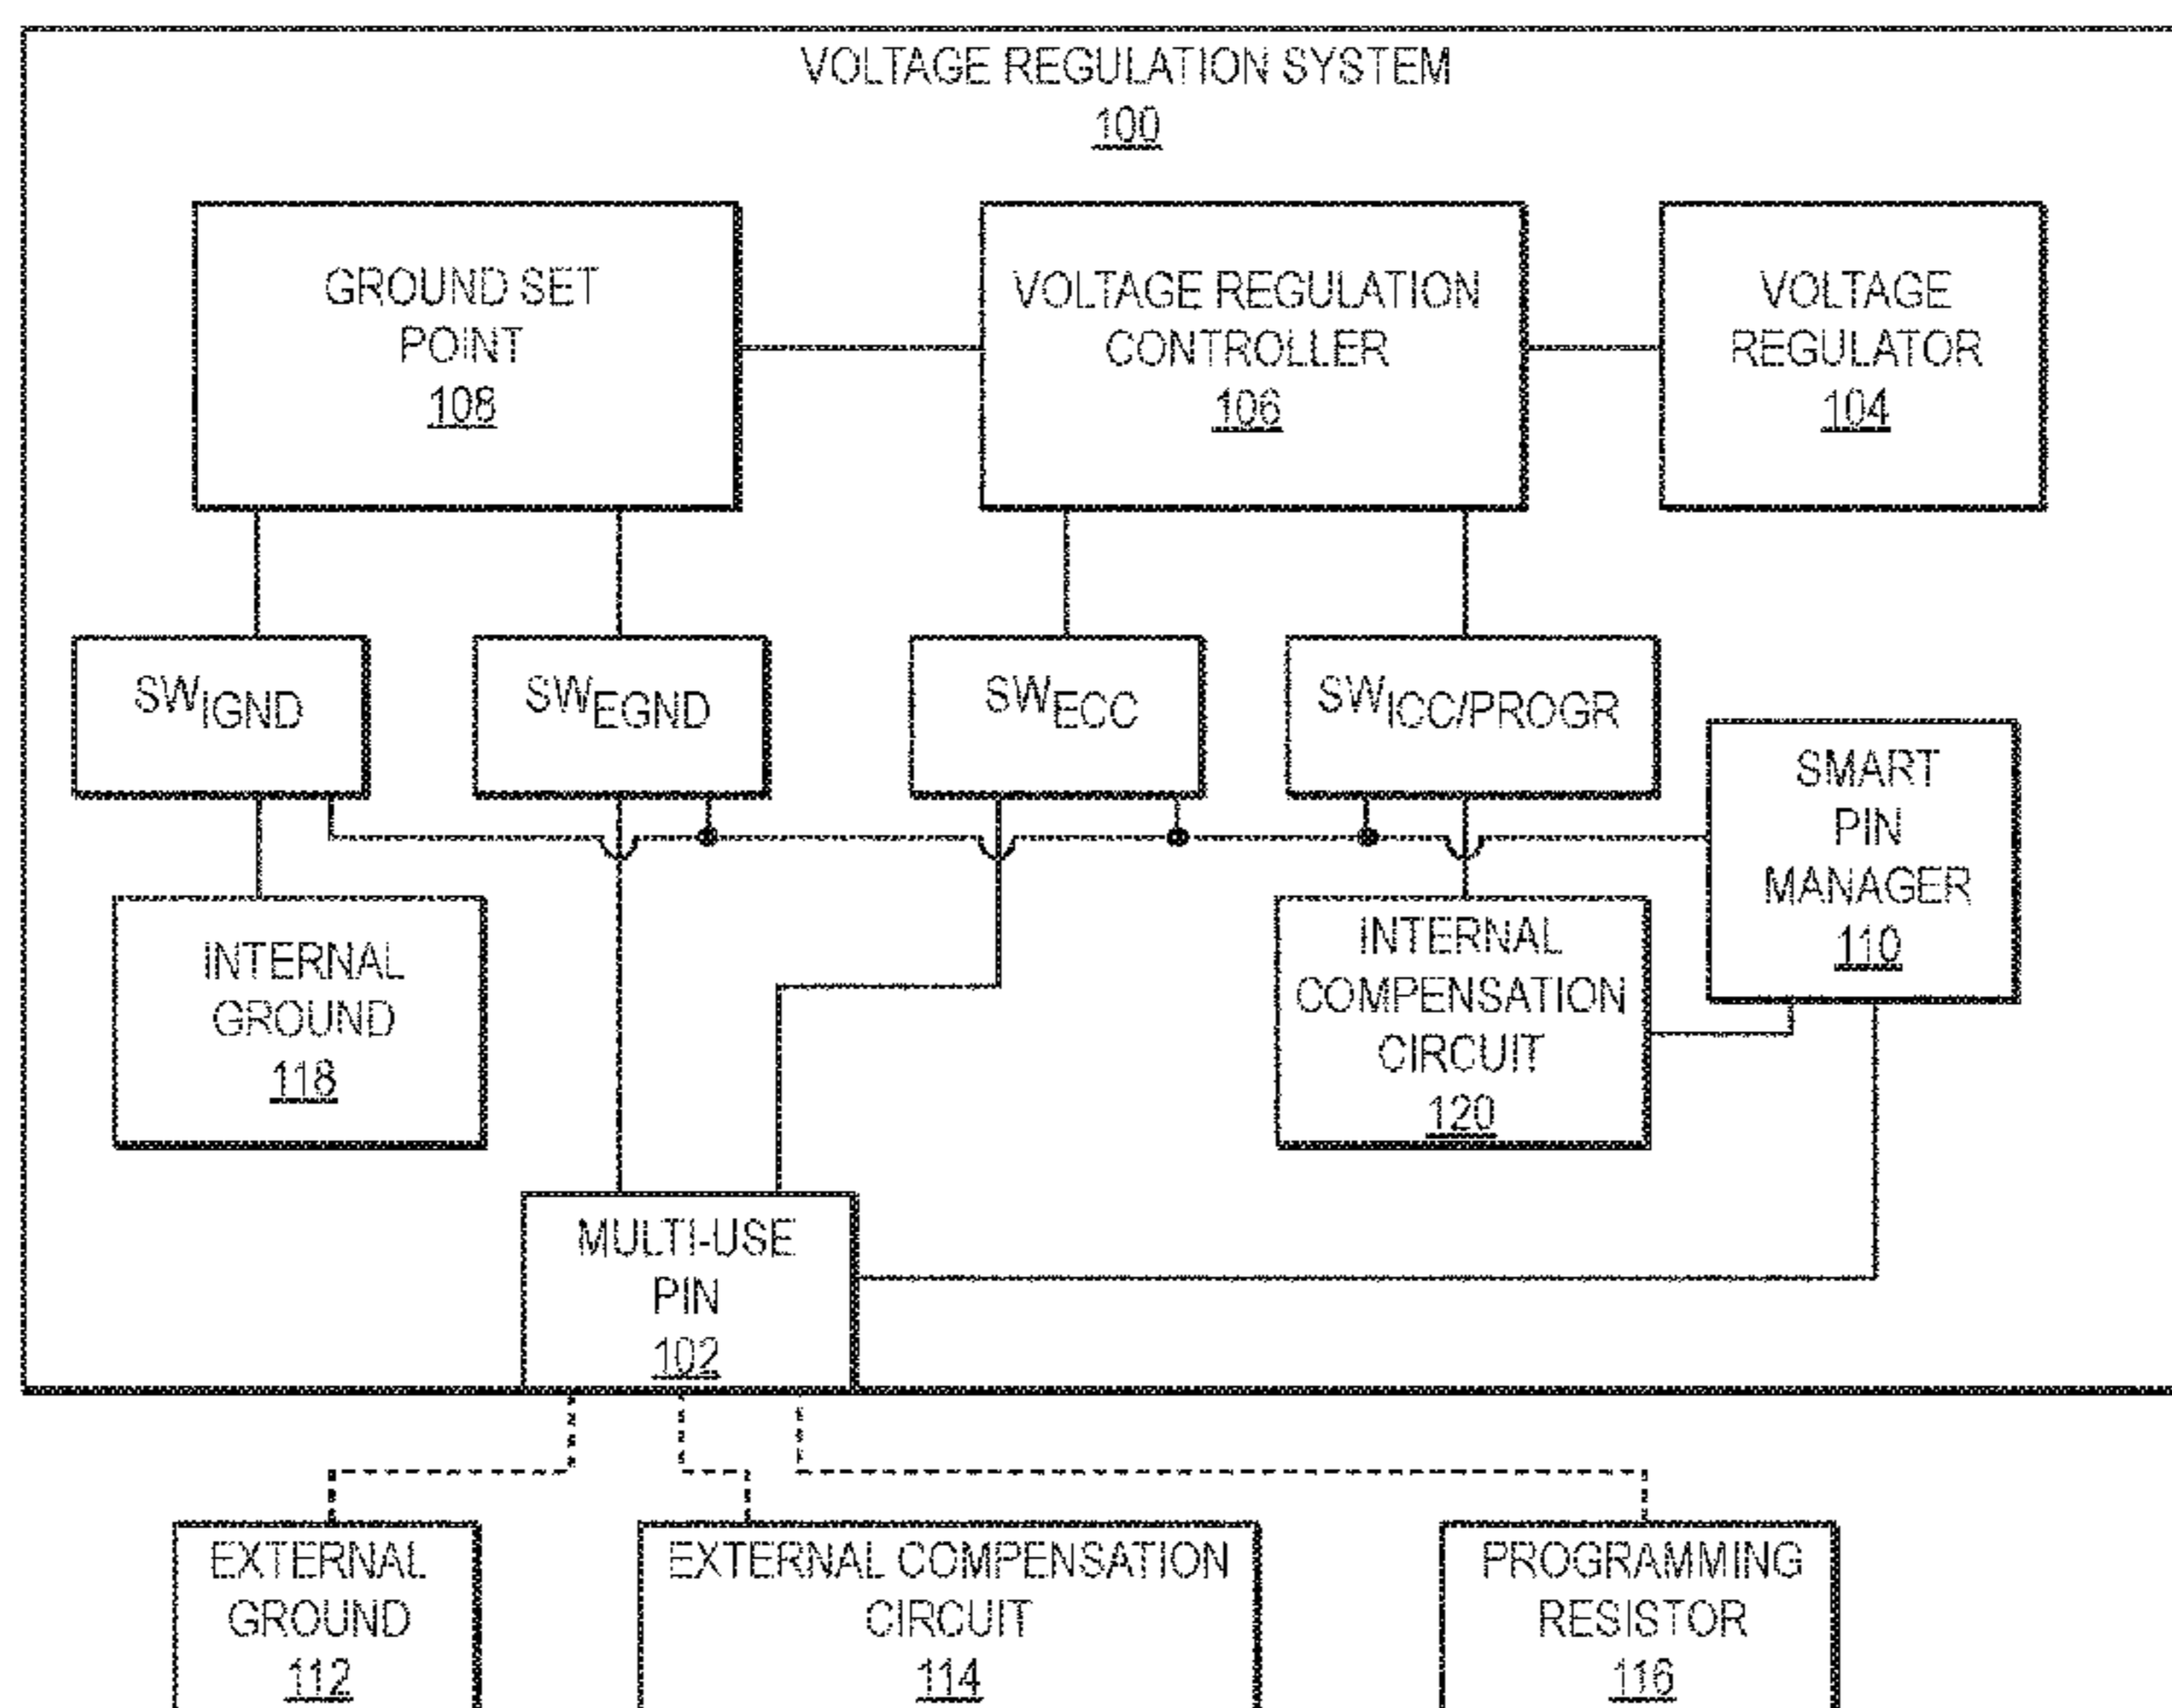 VOLTAGE REGULATION SYSTEM
100
GROUND SET
POINT
108
VOLTAGE REGULATION
CONTROLLER
106
VOLTAGE
REGULATOR
104
SWIGND
SWEGND
SWECC
SWICC/PROGR
SMART
PIN
MANAGER
110
INTERNAL
GROUND
118
INTERNAL
COMPENSATION
CIRCUIT
120
MULTI-USE
PIN
102
EXTERNAL
GROUND
112
EXTERNAL COMPENSATION
CIRCUIT
114
PROGRAMMING
RESISTOR
116